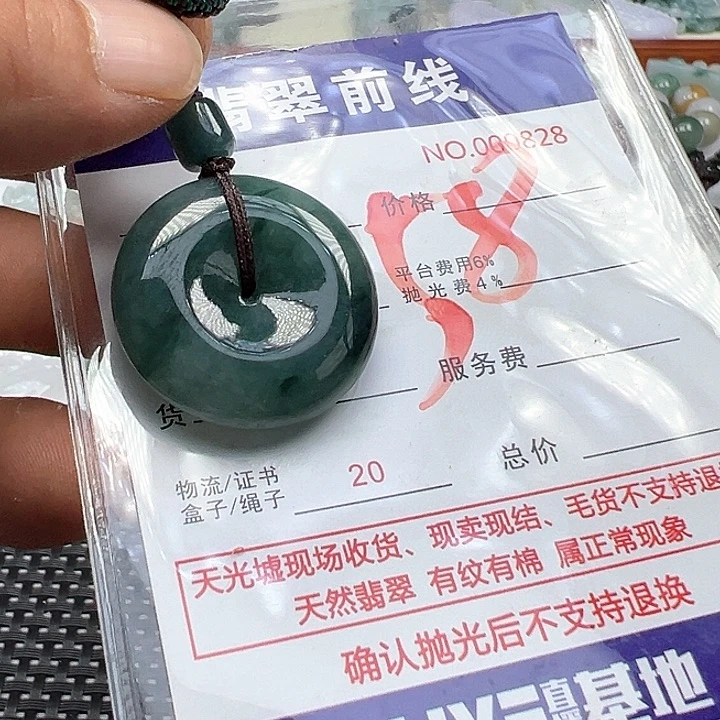 翡翠前线
NO.000828
价格
58
平台费用6%
抛光费4%
服务费
货
总价
物流/证书
盒子/绳子
20
天光墟现场收货、现卖现结、毛货不支持退
天然翡翠 有纹有棉 属正常现象
确认抛光后不支持退换
基地